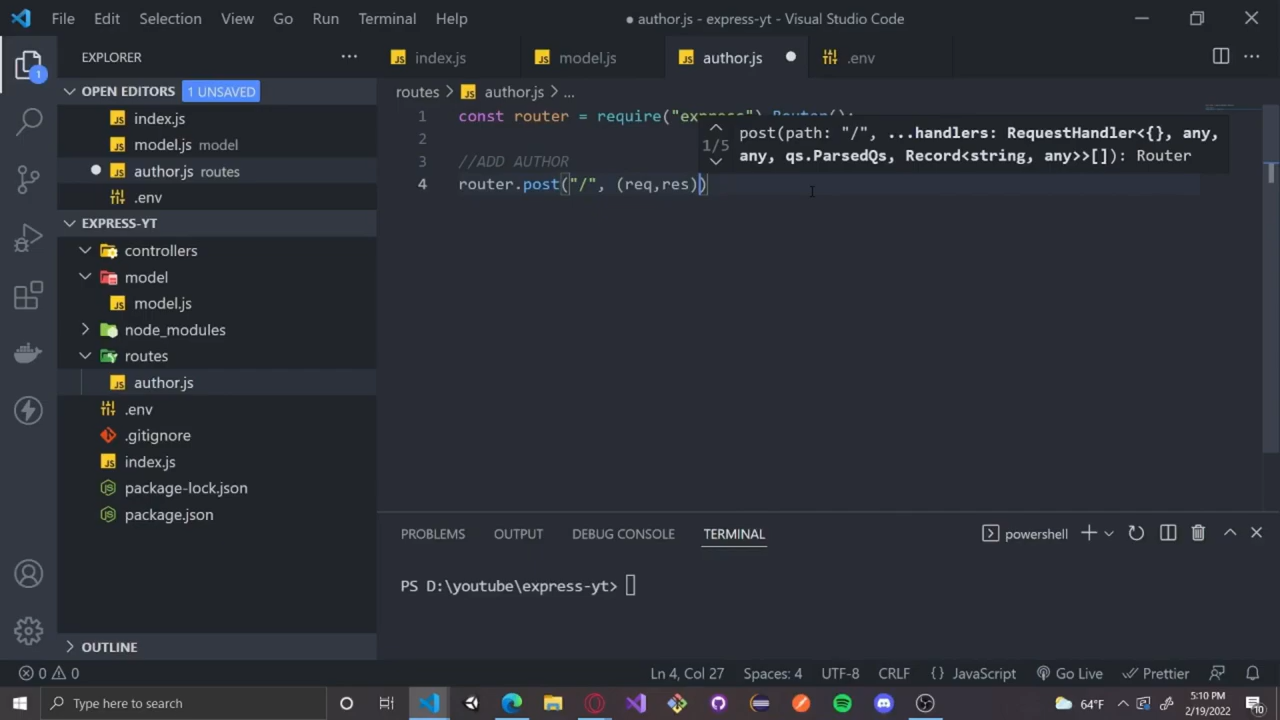 File Edit Selection View Go Run Terminal Help
● author.js - express-yt - Visual Studio Code
EXPLORER
OPEN EDITORS 1 UNSAVED
index.js
model.js model
author.js routes
.env
EXPRESS-YT
controllers
model
model.js
node_modules
routes
author.js
.env
.gitignore
index.js
package-lock.json
package.json
OUTLINE
index.js model.js author.js .env
routes > author.js > ...
1 const router = require("express").Router();
2
3 //ADD AUTHOR
4 router.post("/", (req,res))
1/5
post(path: "/", ...handlers: RequestHandler<{}, any,
any, qs.ParsedQs, Record<string, any>>[]): Router
PROBLEMS OUTPUT DEBUG CONSOLE TERMINAL
powershell
PS D:\youtube\express-yt>
1
0 0
Ln 4, Col 27 Spaces: 4 UTF-8 CRLF {} JavaScript Go Live Prettier
Type here to search
64°F
5:10 PM
2/19/2022
10